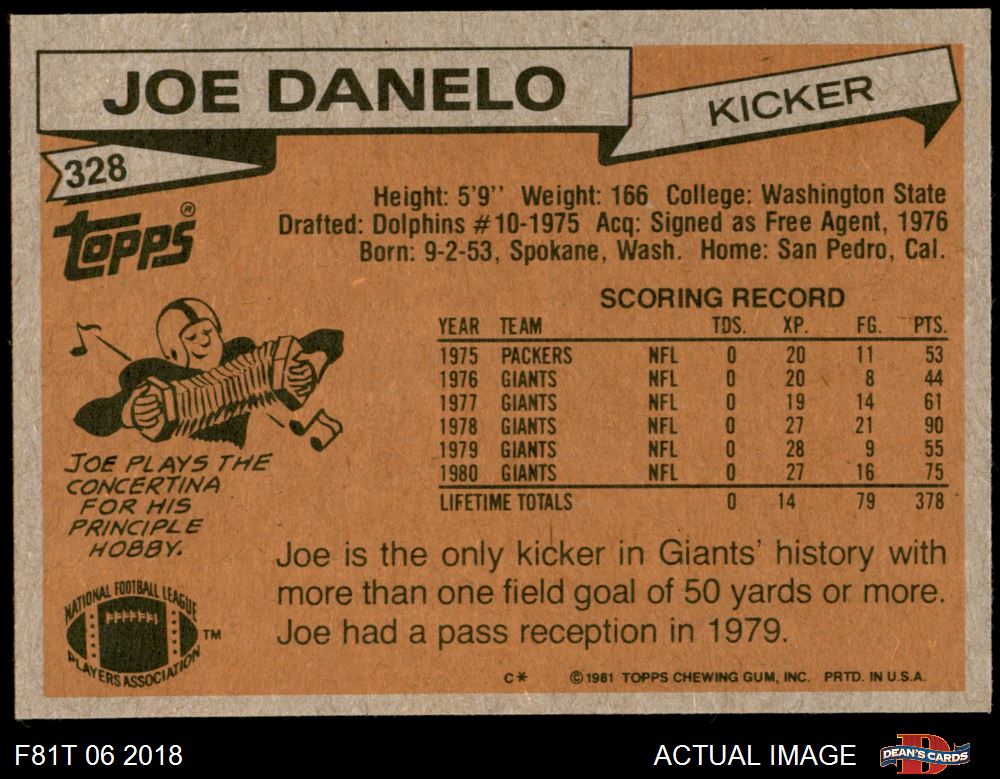 JOE DANELO
KICKER
328
Topps®
Height: 5'9'' Weight: 166 College: Washington State
Drafted: Dolphins #10-1975 Acq: Signed as Free Agent, 1976
Born: 9-2-53, Spokane, Wash. Home: San Pedro, Cal.
SCORING RECORD
YEAR TEAM TDS. XP. FG. PTS.
1975 PACKERS NFL 0 20 11 53
1976 GIANTS NFL 0 20 8 44
1977 GIANTS NFL 0 19 14 61
1978 GIANTS NFL 0 27 21 90
1979 GIANTS NFL 0 28 9 55
1980 GIANTS NFL 0 27 16 75
LIFETIME TOTALS 0 14 79 378
JOE PLAYS THE
CONCERTINA
FOR HIS
PRINCIPLE
HOBBY.
Joe is the only kicker in Giants' history with
more than one field goal of 50 yards or more.
Joe had a pass reception in 1979.
NATIONAL FOOTBALL LEAGUE
PLAYERS ASSOCIATION
TM
C* ©1981 TOPPS CHEWING GUM, INC. PRTD. IN U.S.A.
F81T 06 2018
ACTUAL IMAGE
DEAN'S CARDS